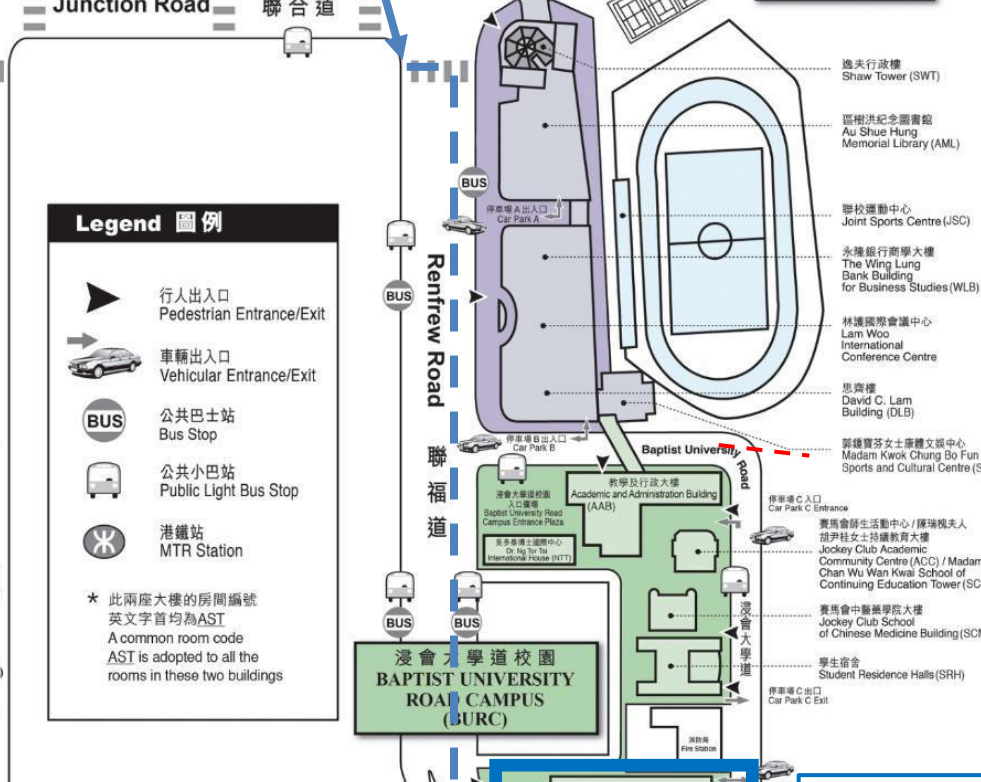 Junction Road
聯合道
Legend 圖例
行人出入口
Pedestrian Entrance/Exit
車輛出入口
Vehicular Entrance/Exit
BUS
公共巴士站
Bus Stop
公共小巴站
Public Light Bus Stop
港鐵站
MTR Station
* 此兩座大樓的房間編號
英文字首均為AST
A common room code
AST is adopted to all the
rooms in these two buildings
BUS
BUS
Renfrew Road
聯福道
停車場A出入口
Car Park A
停車場B出入口
Car Park B
逸夫行政樓
Shaw Tower (SWT)
區樹洪紀念圖書館
Au Shue Hung
Memorial Library (AML)
聯校運動中心
Joint Sports Centre (JSC)
永隆銀行商學大樓
The Wing Lung
Bank Building
for Business Studies (WLB)
林護國際會議中心
Lam Woo
International
Conference Centre
思齊樓
David C. Lam
Building (DLB)
郭鍾寶芬女士康體文娛中心
Madam Kwok Chung Bo Fun
Sports and Cultural Centre (S
Baptist University Road
浸會大學道校園
入口廣場
Baptist University Road
Campus Entrance Plaza
教學及行政大樓
Academic and Administration Building
(AAB)
吳多泰博士國際中心
Dr. Ng Tor Tai
International House (NTT)
停車場C入口
Car Park C Entrance
賽馬會師生活動中心 / 陳瑞槐夫人
胡尹桂女士持續教育大樓
Jockey Club Academic
Community Centre (ACC) / Madam
Chan Wu Wan Kwai School of
Continuing Education Tower (SC
賽馬會中醫藥學院大樓
Jockey Club School
of Chinese Medicine Building (SCM
浸會大學道
學生宿舍
Student Residence Halls (SRH)
停車場C出口
Car Park C Exit
BUS
BUS
浸會大學道校園
BAPTIST UNIVERSITY
ROAD CAMPUS
(BURC)
消防局
Fire Station